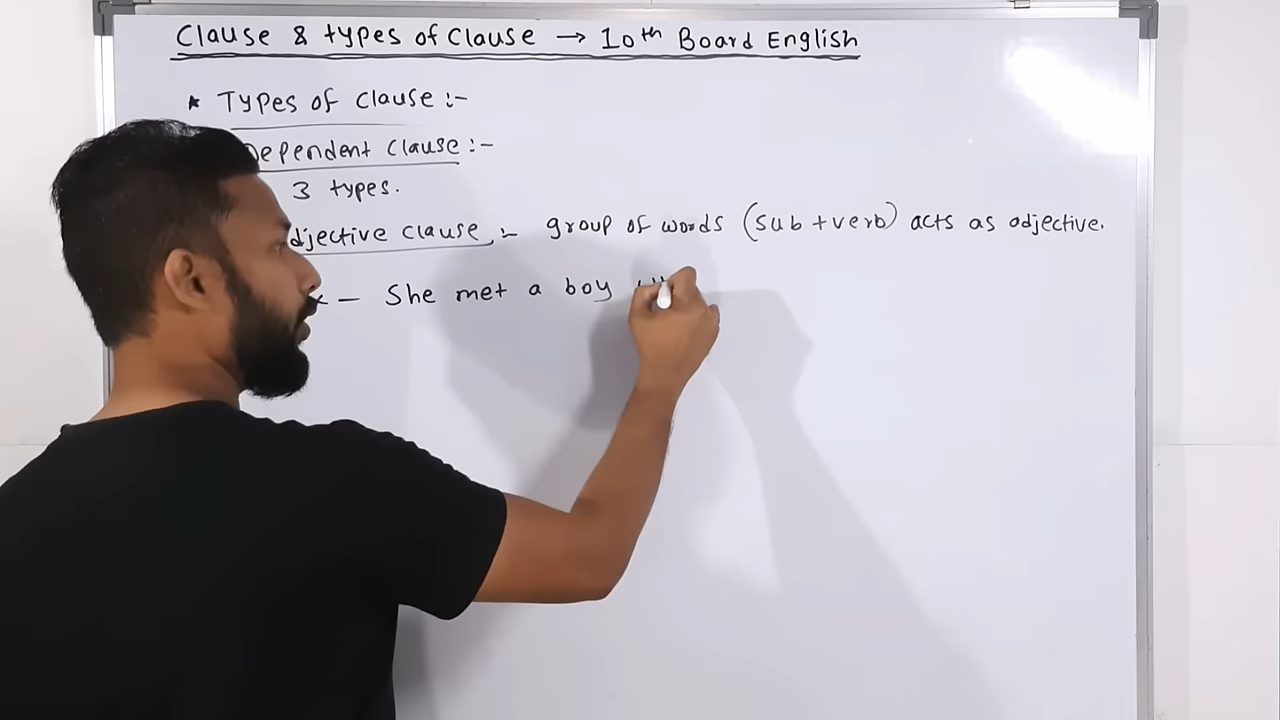 Clause & types of Clause → 10th Board English
* Types of Clause :-
Dependent Clause :-
3 types.
Adjective Clause :- group of words (sub + verb) acts as adjective.
— She met a boy